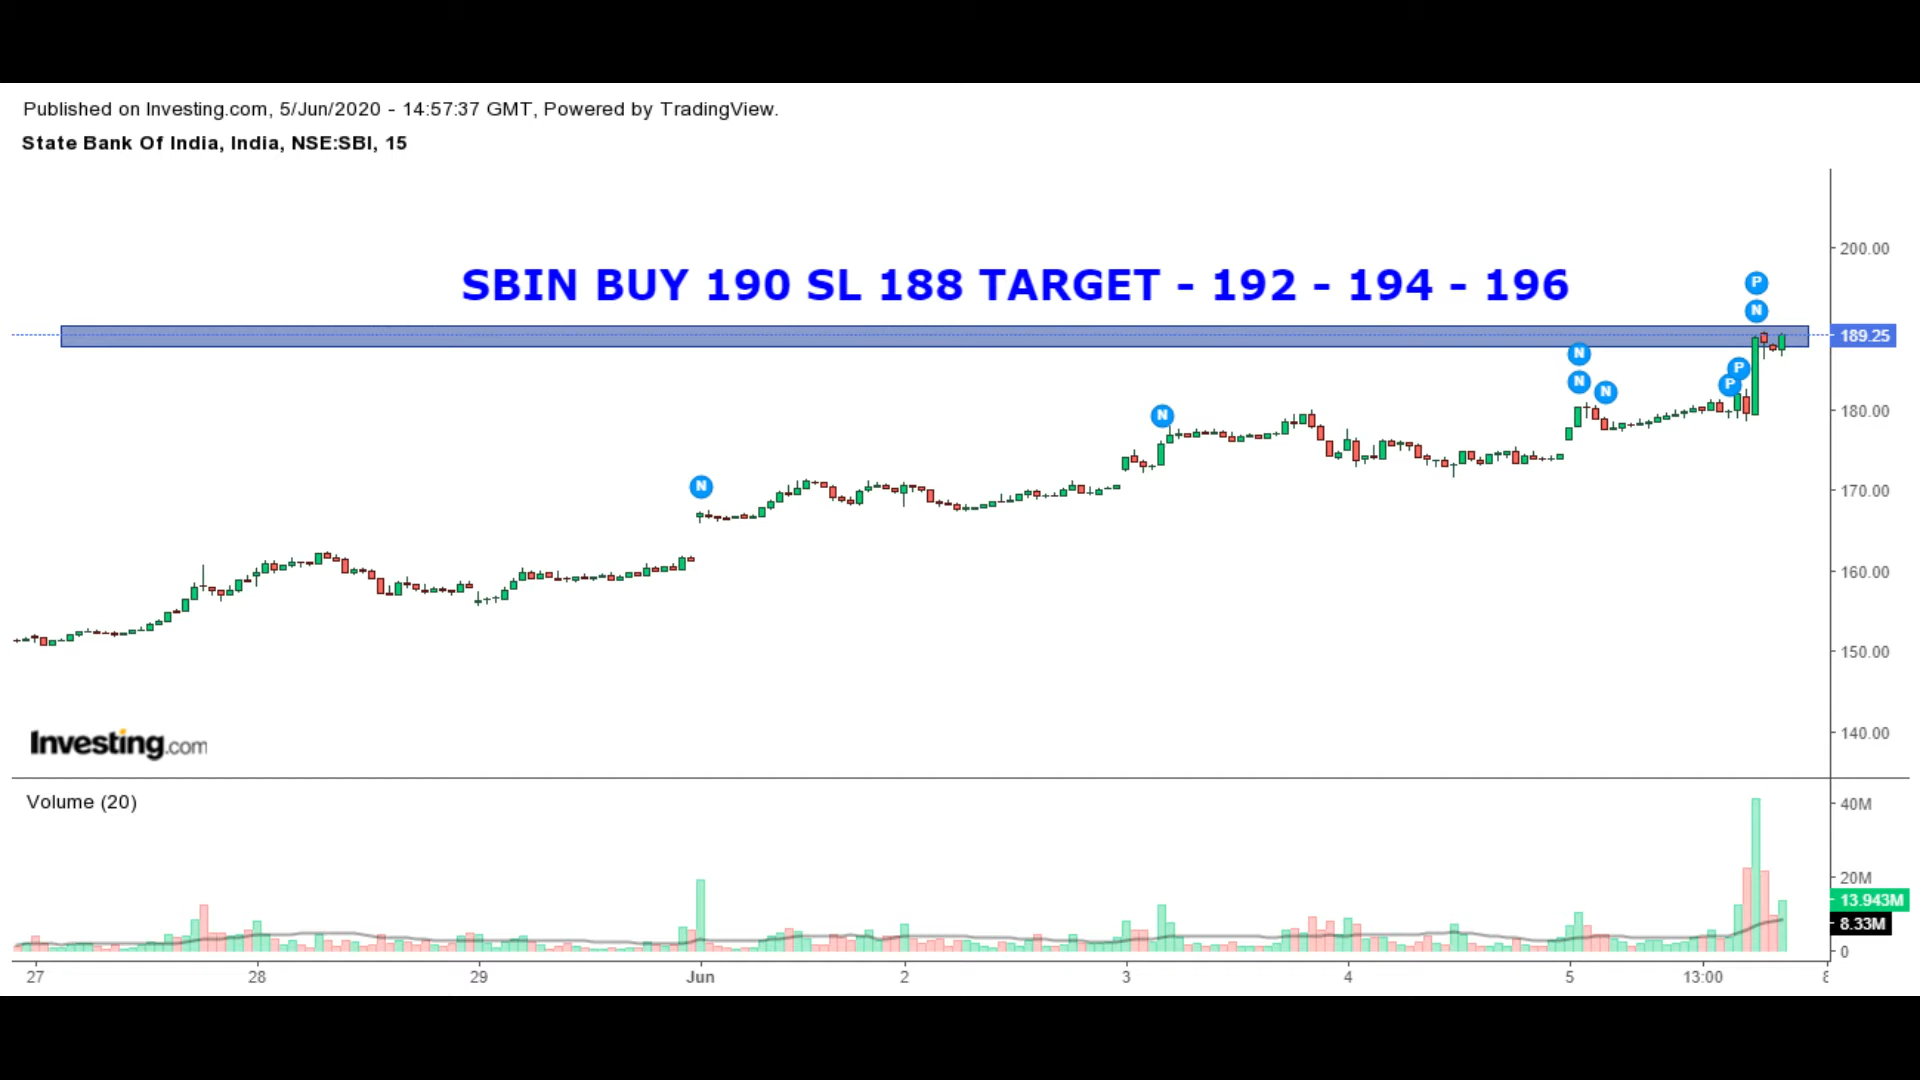 Published on Investing.com, 5/Jun/2020 - 14:57:37 GMT, Powered by TradingView.
State Bank Of India, India, NSE:SBI, 15
200.00
SBIN BUY 190 SL 188 TARGET - 192 - 194 - 196
P
N
189.25
N
P
N
N
P
180.00
N
N
170.00
160.00
150.00
140.00
Investing.com
Volume (20)
40M
20M
13.943M
8.33M
0
27 28 29 Jun 2 3 4 5 13:00